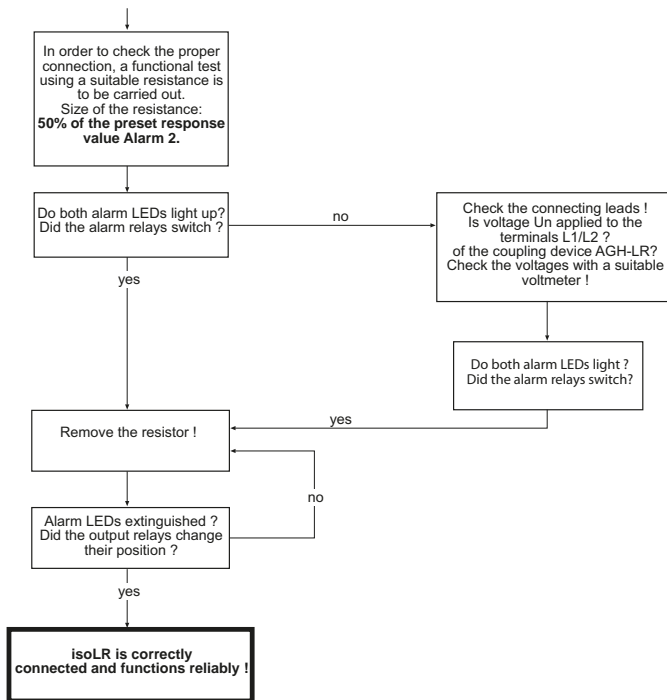 In order to check the proper
connection, a functional test
using a suitable resistance is
to be carried out.
Size of the resistance:
50% of the preset response
value Alarm 2.
Do both alarm LEDs light up?
Did the alarm relays switch ?
no
Check the connecting leads !
Is voltage Un applied to the
terminals L1/L2 ?
of the coupling device AGH-LR?
Check the voltages with a suitable
voltmeter !
yes
Do both alarm LEDs light ?
Did the alarm relays switch?
yes
Remove the resistor !
no
Alarm LEDs extinguished ?
Did the output relays change
their position ?
yes
isoLR is correctly
connected and functions reliably !